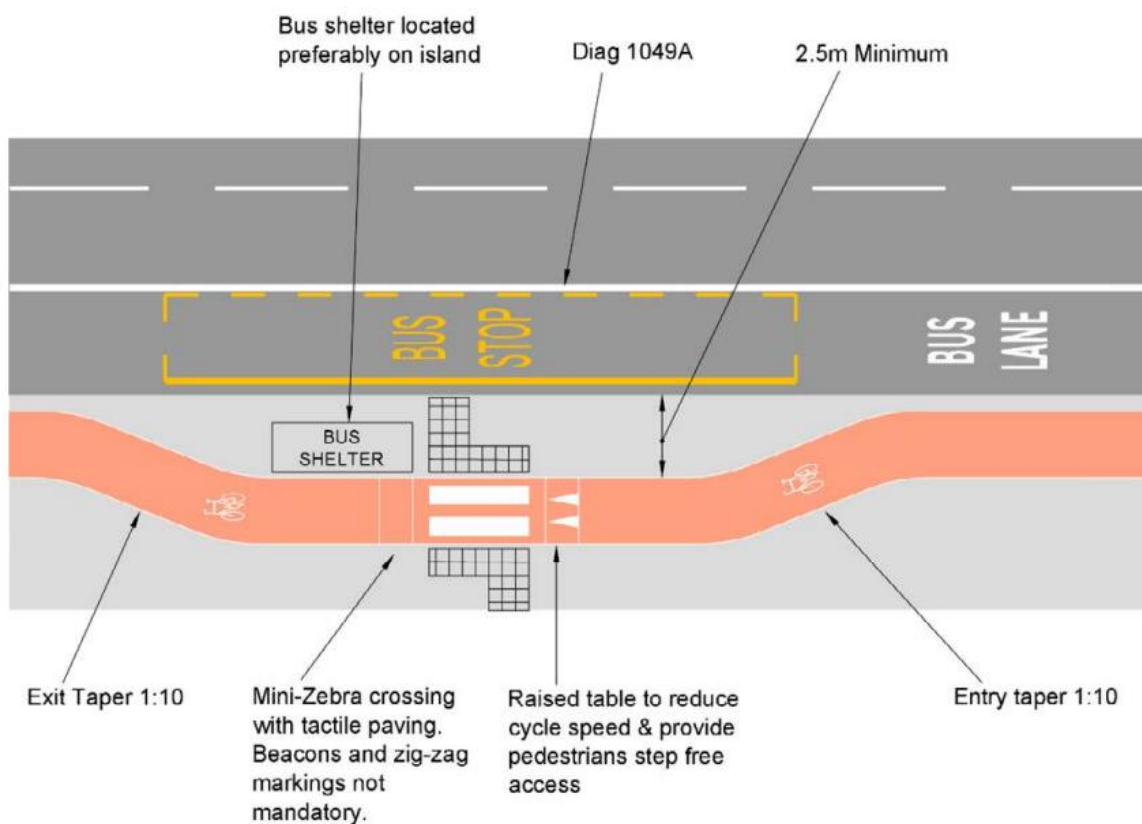 Bus shelter located
preferably on island
Diag 1049A
2.5m Minimum
BUS
STOP
BUS
LANE
BUS
SHELTER
Exit Taper 1:10
Mini-Zebra crossing
with tactile paving.
Beacons and zig-zag
markings not
mandatory.
Raised table to reduce
cycle speed & provide
pedestrians step free
access
Entry taper 1:10